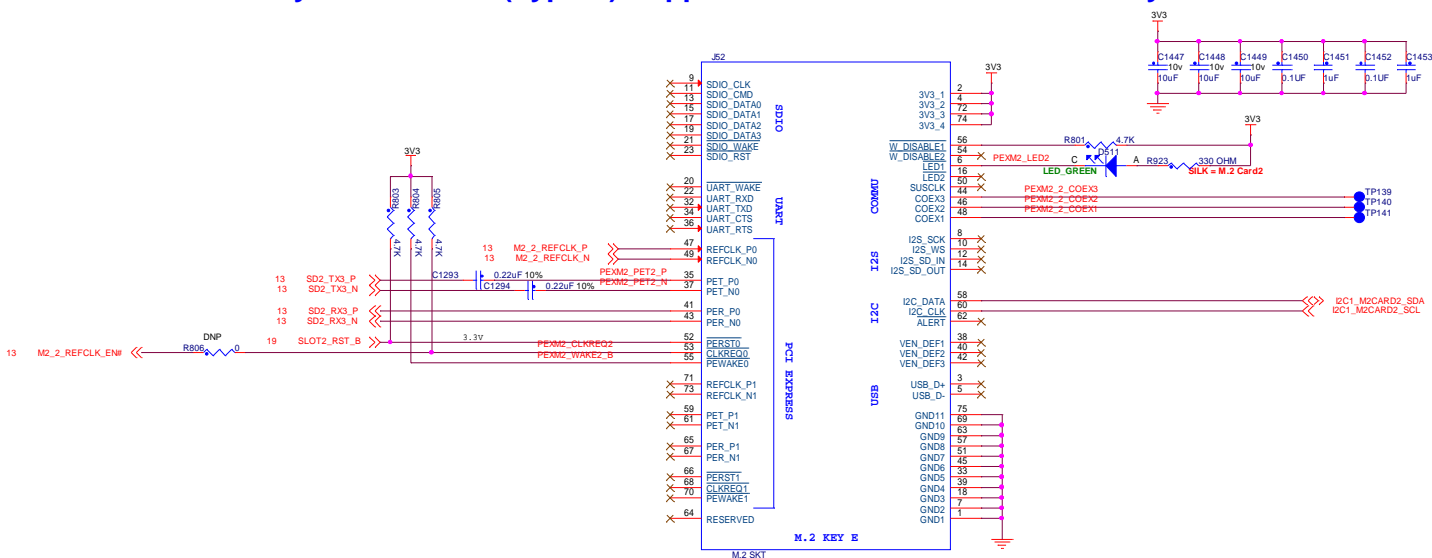 3V3
C1447 C1448 C1449 C1450 C1451 C1452 C1453
10v 10v 10v
10uF 10uF 10uF 0.1UF 1uF 0.1UF 1uF
J52
9 SDIO_CLK
11 SDIO_CMD
13 SDIO_DATA0
15 SDIO_DATA1
17 SDIO_DATA2
19 SDIO_DATA3
21 SDIO_WAKE
23 SDIO_RST
SDIO
20 UART_WAKE
22 UART_RXD
32 UART_TXD
34 UART_CTS
36 UART_RTS
UART
3V3
R803 R804 R805
4.7K 4.7K 4.7K
13 M2_2_REFCLK_P 47 REFCLK_P0
13 M2_2_REFCLK_N 49 REFCLK_N0
13 SD2_TX3_P C1293 0.22uF 10% PEXM2_PET2_P 35 PET_P0
13 SD2_TX3_N C1294 0.22uF 10% PEXM2_PET2_N 37 PET_N0
13 SD2_RX3_P 41 PER_P0
13 SD2_RX3_N 43 PER_N0
19 SLOT2_RST_B 3.3V 52 PERST0
13 M2_2_REFCLK_EN# DNP R806 0 PEXM2_CLKREQ2 53 CLKREQ0
PEXM2_WAKE2_B 55 PEWAKE0
71 REFCLK_P1
73 REFCLK_N1
59 PET_P1
61 PET_N1
65 PER_P1
67 PER_N1
66 PERST1
68 CLKREQ1
70 PEWAKE1
64 RESERVED
PCI EXPRESS
3V3
3V3_1 2
3V3_2 4
3V3_3 72
3V3_4 74
3V3
W_DISABLE1 56 R801 4.7K
W_DISABLE2 54
LED1 6 PEXM2_LED2 C D511 A R923 330 OHM
LED_GREEN SILK = M.2 Card2
LED2 16
SUSCLK 50
COEX3 44 PEXM2_2_COEX3 TP139
COEX2 46 PEXM2_2_COEX2 TP140
COEX1 48 PEXM2_2_COEX1 TP141
COMMU
I2S_SCK 8
I2S_WS 10
I2S_SD_IN 12
I2S_SD_OUT 14
I2S
I2C_DATA 58 I2C1_M2CARD2_SDA
I2C_CLK 60 I2C1_M2CARD2_SCL
ALERT 62
I2C
VEN_DEF1 38
VEN_DEF2 40
VEN_DEF3 42
USB_D+ 3
USB_D- 5
USB
GND11 75
GND10 69
GND9 63
GND8 57
GND7 51
GND6 45
GND5 33
GND4 39
GND3 18
GND2 7
GND1 1
M.2 KEY E
M.2 SKT